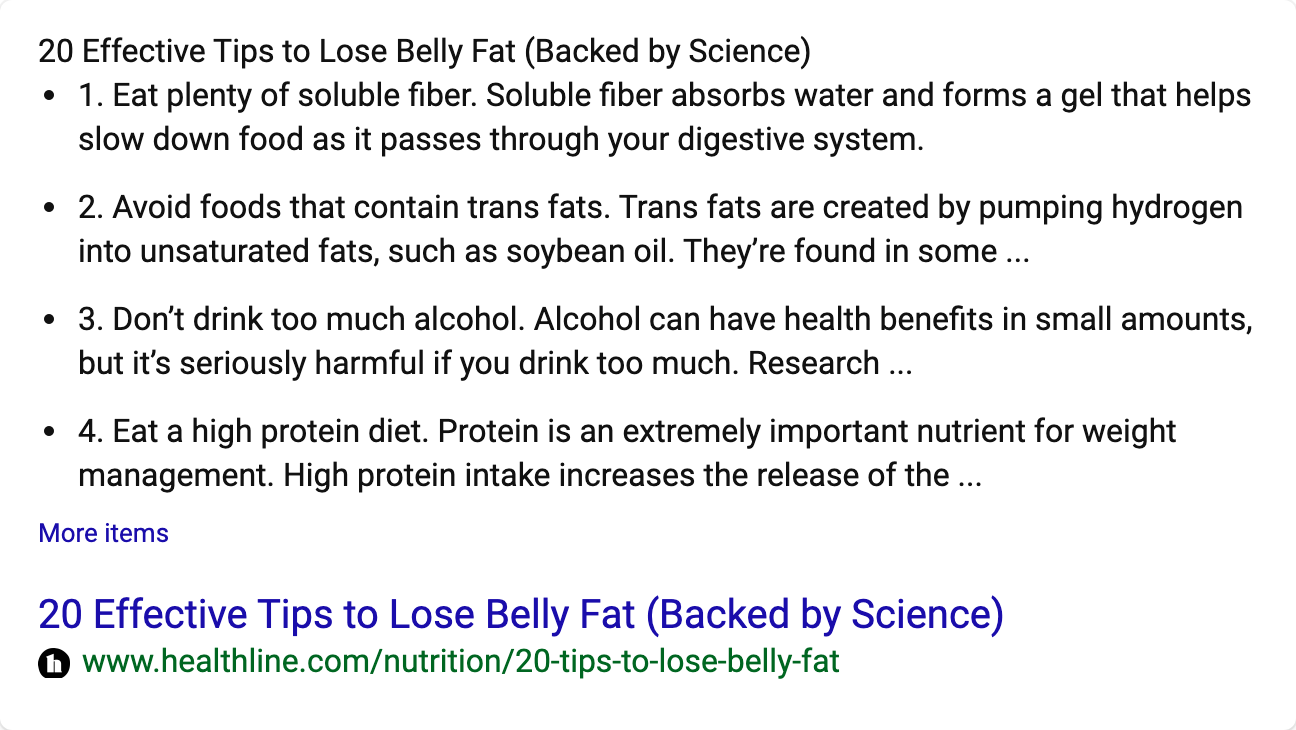 20 Effective Tips to Lose Belly Fat (Backed by Science)
• 1. Eat plenty of soluble fiber. Soluble fiber absorbs water and forms a gel that helps
slow down food as it passes through your digestive system.
• 2. Avoid foods that contain trans fats. Trans fats are created by pumping hydrogen
into unsaturated fats, such as soybean oil. They’re found in some ...
• 3. Don’t drink too much alcohol. Alcohol can have health benefits in small amounts,
but it’s seriously harmful if you drink too much. Research ...
• 4. Eat a high protein diet. Protein is an extremely important nutrient for weight
management. High protein intake increases the release of the ...
More items
20 Effective Tips to Lose Belly Fat (Backed by Science)
h www.healthline.com/nutrition/20-tips-to-lose-belly-fat